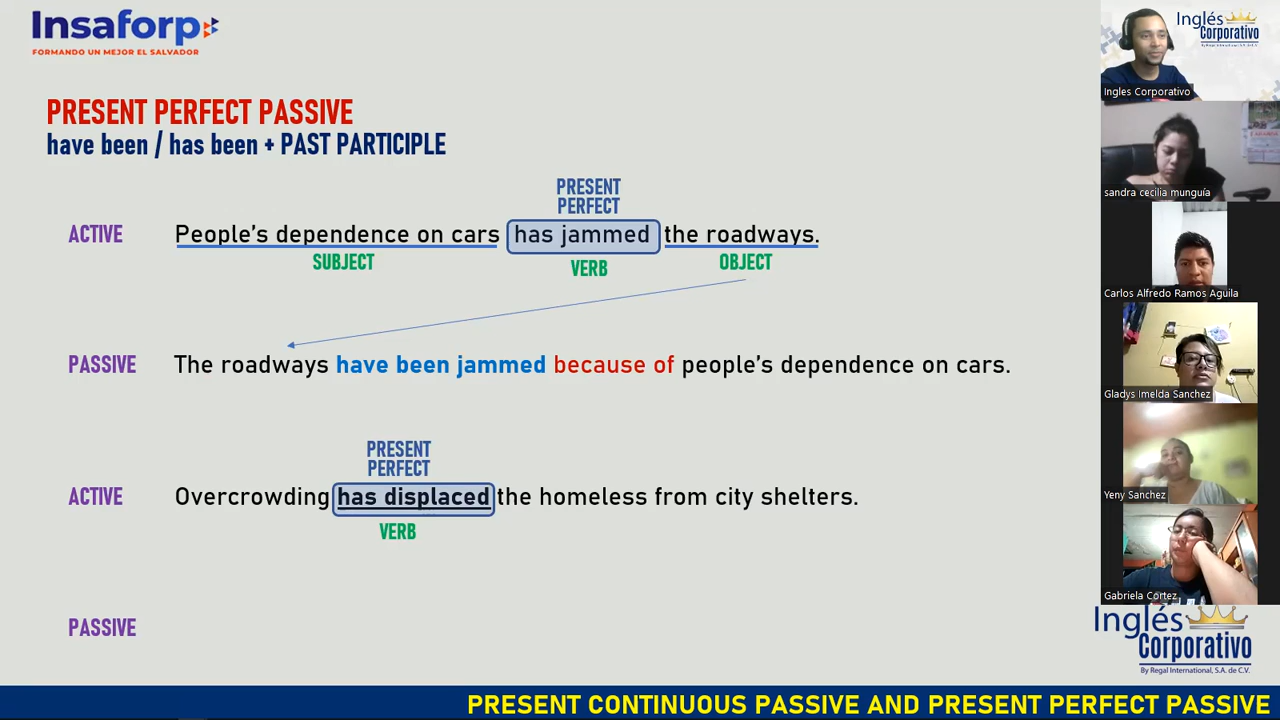 Insaforp
FORMANDO UN MEJOR EL SALVADOR
PRESENT PERFECT PASSIVE
have been / has been + PAST PARTICIPLE
PRESENT
PERFECT
ACTIVE People's dependence on cars has jammed the roadways.
SUBJECT VERB OBJECT
PASSIVE The roadways have been jammed because of people's dependence on cars.
PRESENT
PERFECT
ACTIVE Overcrowding has displaced the homeless from city shelters.
VERB
PASSIVE
PRESENT CONTINUOUS PASSIVE AND PRESENT PERFECT PASSIVE
Inglés
Corporativo
By Regal International, S.A. de C.V.
Ingles Corporativo
sandra cecilia munguía
Carlos Alfredo Ramos Aguila
Gladys Imelda Sanchez
Yeny Sanchez
Gabriela Cortez
Inglés
Corporativo
By Regal International, S.A. de C.V.